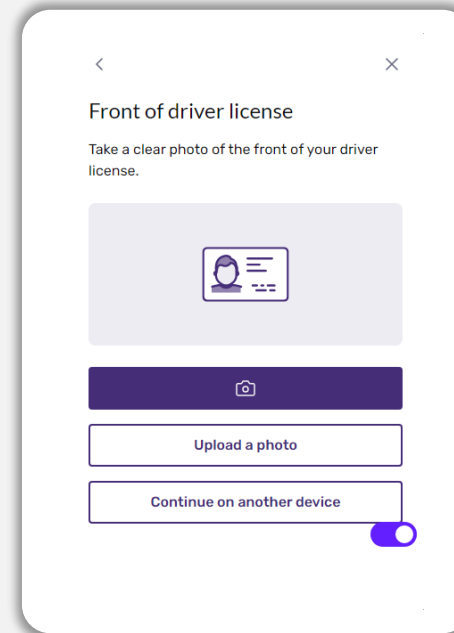 Front of driver license
Take a clear photo of the front of your driver
license.
Upload a photo
Continue on another device